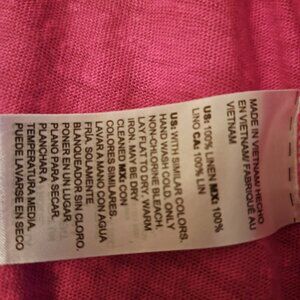 MADE IN VIETNAM/ HECHO
EN VIETNAM/ FABRIQUÉ AU
VIETNAM
US: 100% LINEN MX: 100%
LINO CA: 100% LIN
US: WITH SIMILAR COLORS.
HAND WASH COLD. ONLY
NON-CHLORINE BLEACH.
LAY FLAT TO DRY. WARM
IRON. MAY BE DRY
CLEANED MX: CON
COLORES SIMILARES.
LAVAR A MANO CON AGUA
FRÍA. SOLAMENTE
BLANQUEADOR SIN CLORO.
PONER EN UN LUGAR
PLANO PARA SECAR.
PLANCHAR A
TEMPERATURA MEDIA.
PUEDE LAVARSE EN SECO